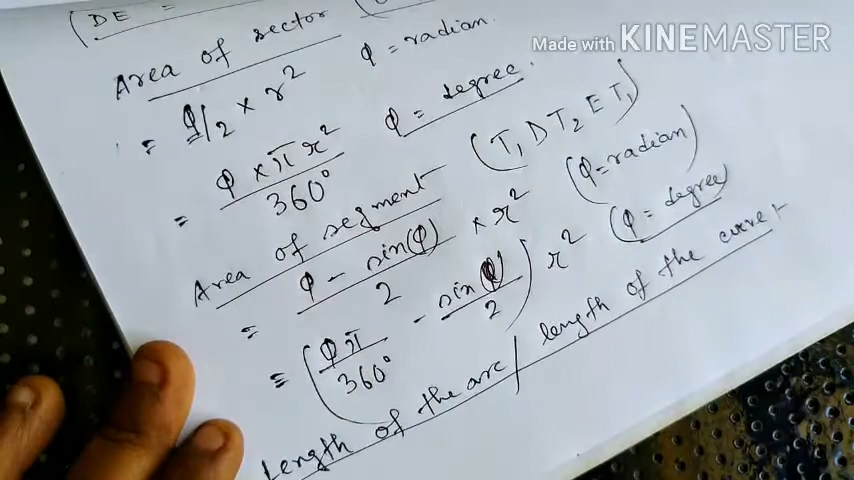 (DE =
Made with KINEMASTER
Area of sector
= φ/2 × r² φ = radian.
= φ × π r² / 360° φ = degree.
Area of segment (T₁ D T₂ E T₁)
= φ - sin(φ) / 2 × r² (φ = radian)
= (φπ / 360° - sin φ / 2) r² (φ = degree)
Length of the arc / length of the curve